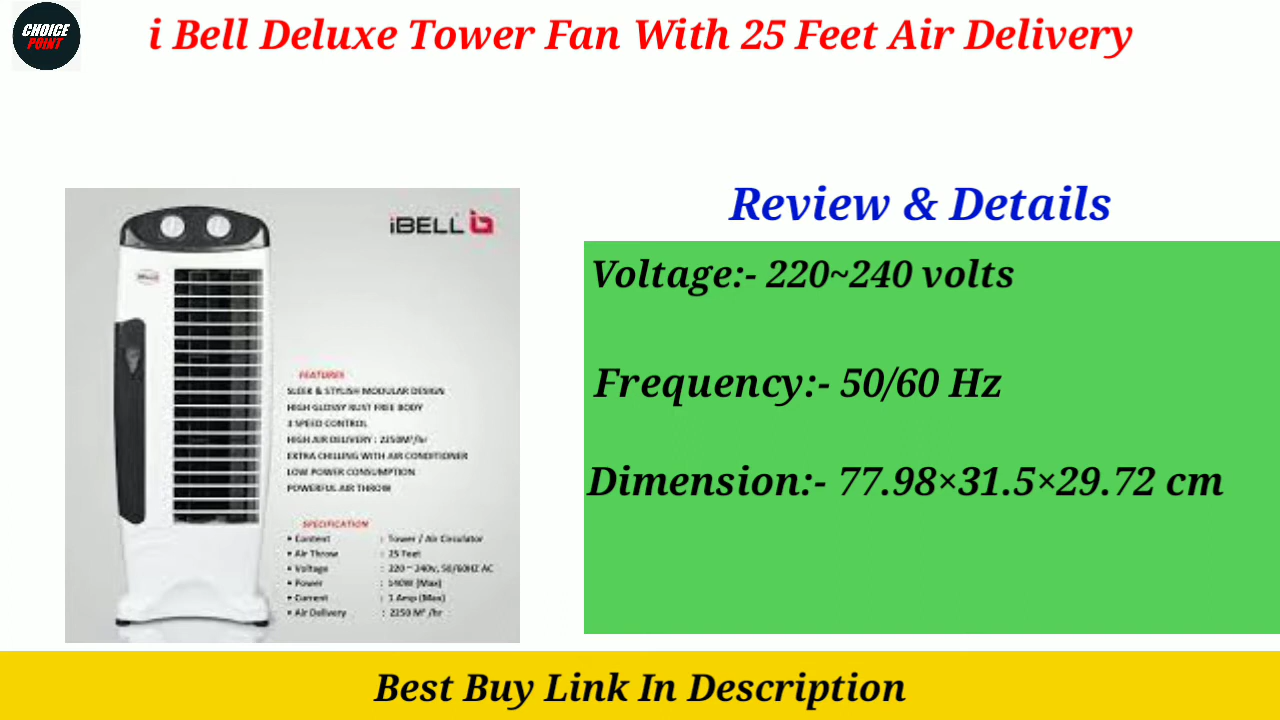 CHOICE
POINT
i Bell Deluxe Tower Fan With 25 Feet Air Delivery
Review & Details
iBELL
Voltage:- 220~240 volts
Frequency:- 50/60 Hz
Dimension:- 77.98×31.5×29.72 cm
FEATURES
SLEEK & STYLISH MODULAR DESIGN
HIGH GLOSSY RUST FREE BODY
3 SPEED CONTROL
HIGH AIR DELIVERY : 2250M³/hr
EXTRA CHILLING WITH AIR CONDITIONER
LOW POWER CONSUMPTION
POWERFUL AIR THROW
SPECIFICATION
• Content : Tower / Air Circulator
• Air Throw : 25 Feet
• Voltage : 220 ~ 240v, 50/60HZ AC
• Power : 140W (Max)
• Current : 1 Amp (Max)
• Air Delivery : 2250 M³ /hr
Best Buy Link In Description